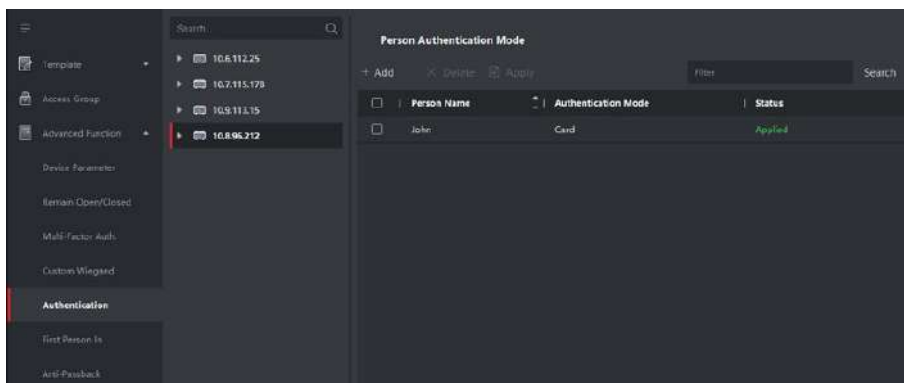 Search
Template
Access Group
Advanced Function
Device Parameter
Remain Open/Closed
Multi-Factor Auth.
Custom Wiegand
Authentication
First Person In
Anti-Passback
10.6.112.25
10.7.115.179
10.9.113.15
10.8.96.212
Person Authentication Mode
+ Add
× Delete
Apply
Filter
Search
Person Name
Authentication Mode
Status
John
Card
Applied